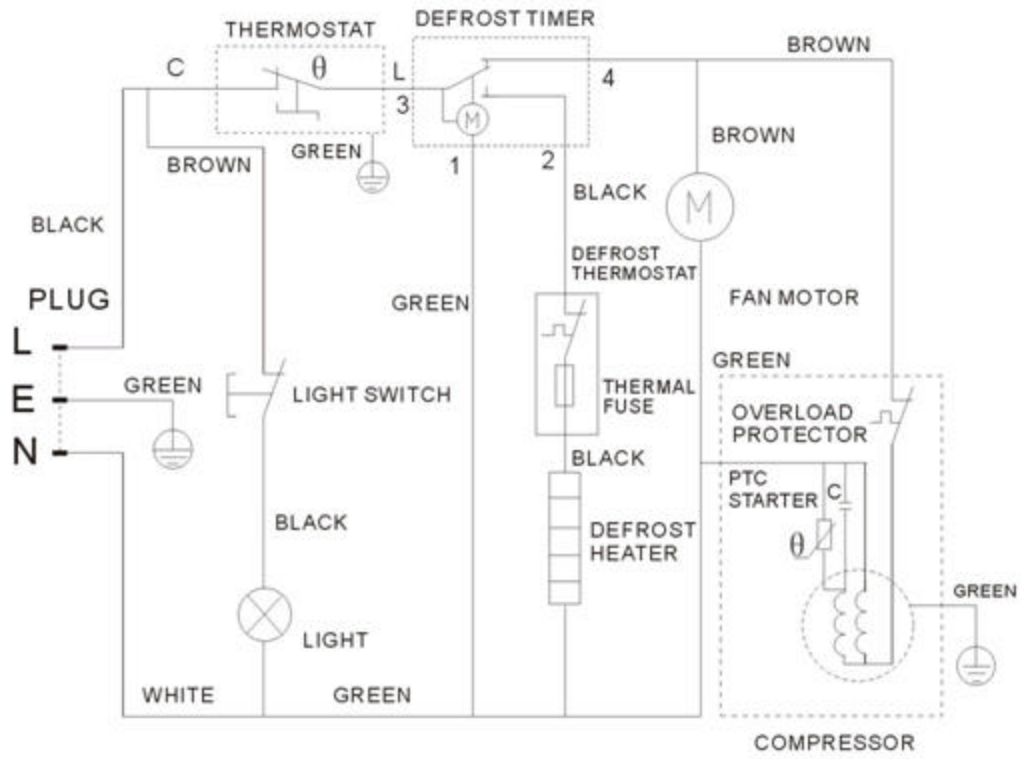 DEFROST TIMER
THERMOSTAT
BROWN
C
θ
L
4
3
M
GREEN
BROWN
1
2
BROWN
BLACK
M
BLACK
DEFROST
THERMOSTAT
PLUG
GREEN
FAN MOTOR
L
GREEN
E
GREEN
LIGHT SWITCH
THERMAL
FUSE
OVERLOAD
PROTECTOR
N
BLACK
PTC
STARTER
C
BLACK
DEFROST
HEATER
θ
GREEN
LIGHT
WHITE
GREEN
COMPRESSOR